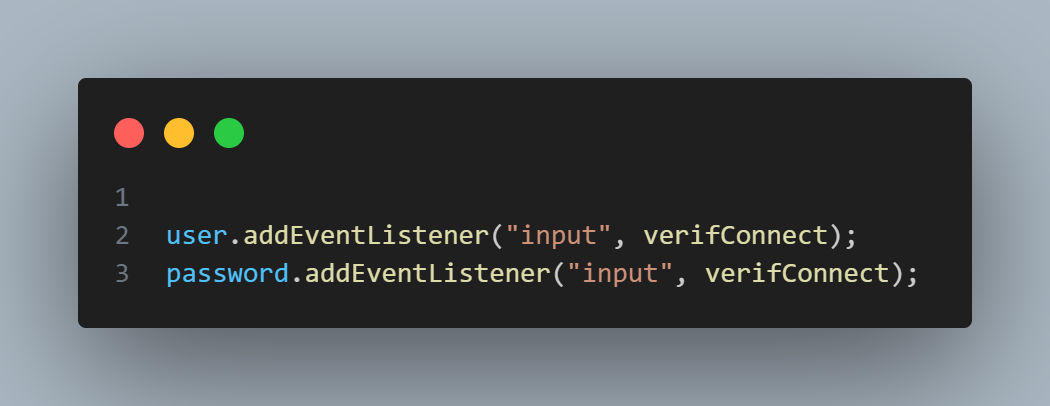 1
2 user.addEventListener("input", verifConnect);
3 password.addEventListener("input", verifConnect);